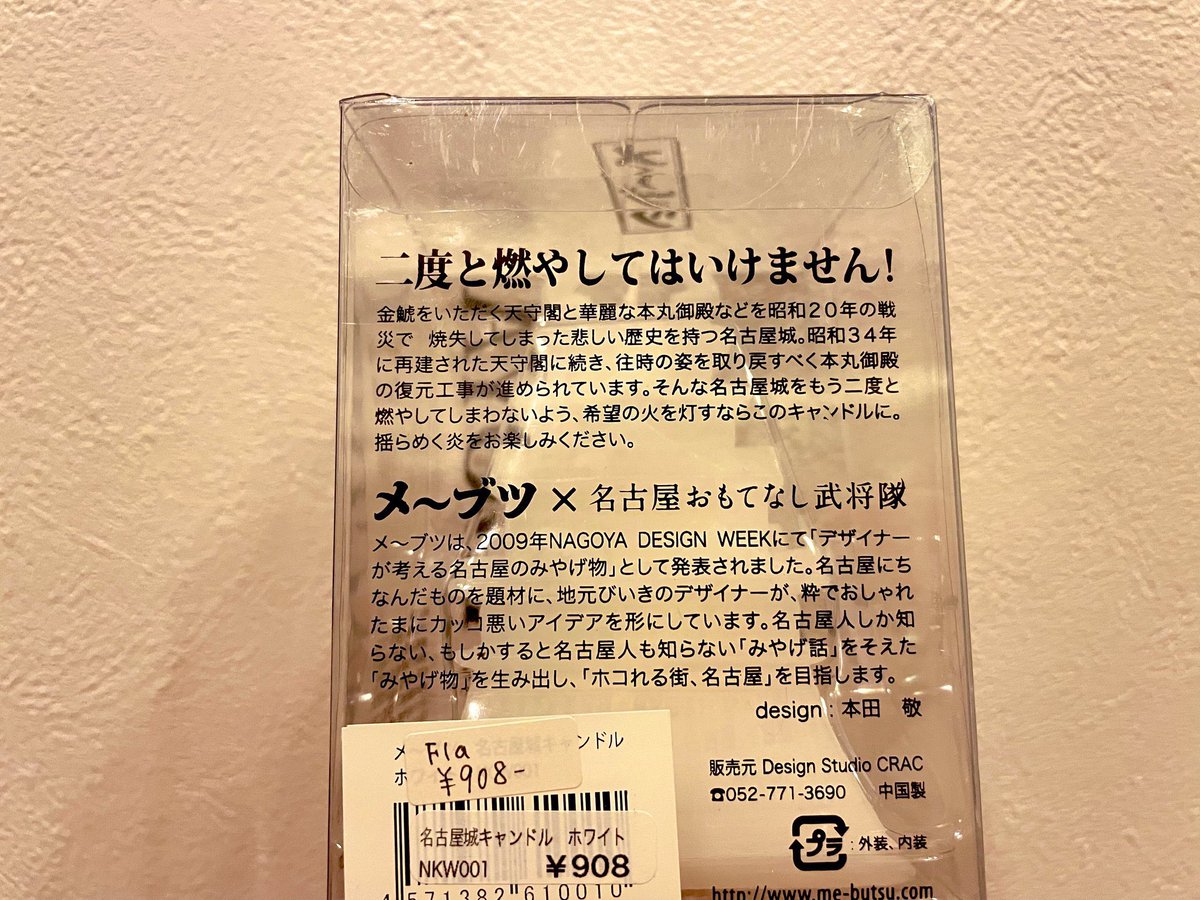 メ〜ブツ
二度と燃やしてはいけません!
金鯱をいただく天守閣と華麗な本丸御殿などを昭和20年の戦
災で 焼失してしまった悲しい歴史を持つ名古屋城。昭和34年
に再建された天守閣に続き、往時の姿を取り戻すべく本丸御殿
の復元工事が進められています。そんな名古屋城をもう二度と
燃やしてしまわないよう、希望の火を灯すならこのキャンドルに。
揺らめく炎をお楽しみください。
メ〜ブツ × 名古屋おもてなし武将隊
メ〜ブツは、2009年NAGOYA DESIGN WEEKにて「デザイナー
が考える名古屋のみやげ物」として発表されました。名古屋にち
なんだものを題材に、地元びいきのデザイナーが、粋でおしゃれ
たまにカッコ悪いアイデアを形にしています。名古屋人しか知
らない、もしかすると名古屋人も知らない「みやげ話」をそえた
「みやげ物」を生み出し、「ホコれる街、名古屋」を目指します。
design : 本田 敬
販売元 Design Studio CRAC
☎052-771-3690 中国製
プラ : 外装、内装
http://www.me-butsu.com
メ〜 名古屋城キャンドル
ホ
Fla
¥908-
名古屋城キャンドル ホワイト
NKW001 ¥908
4 571382 610010